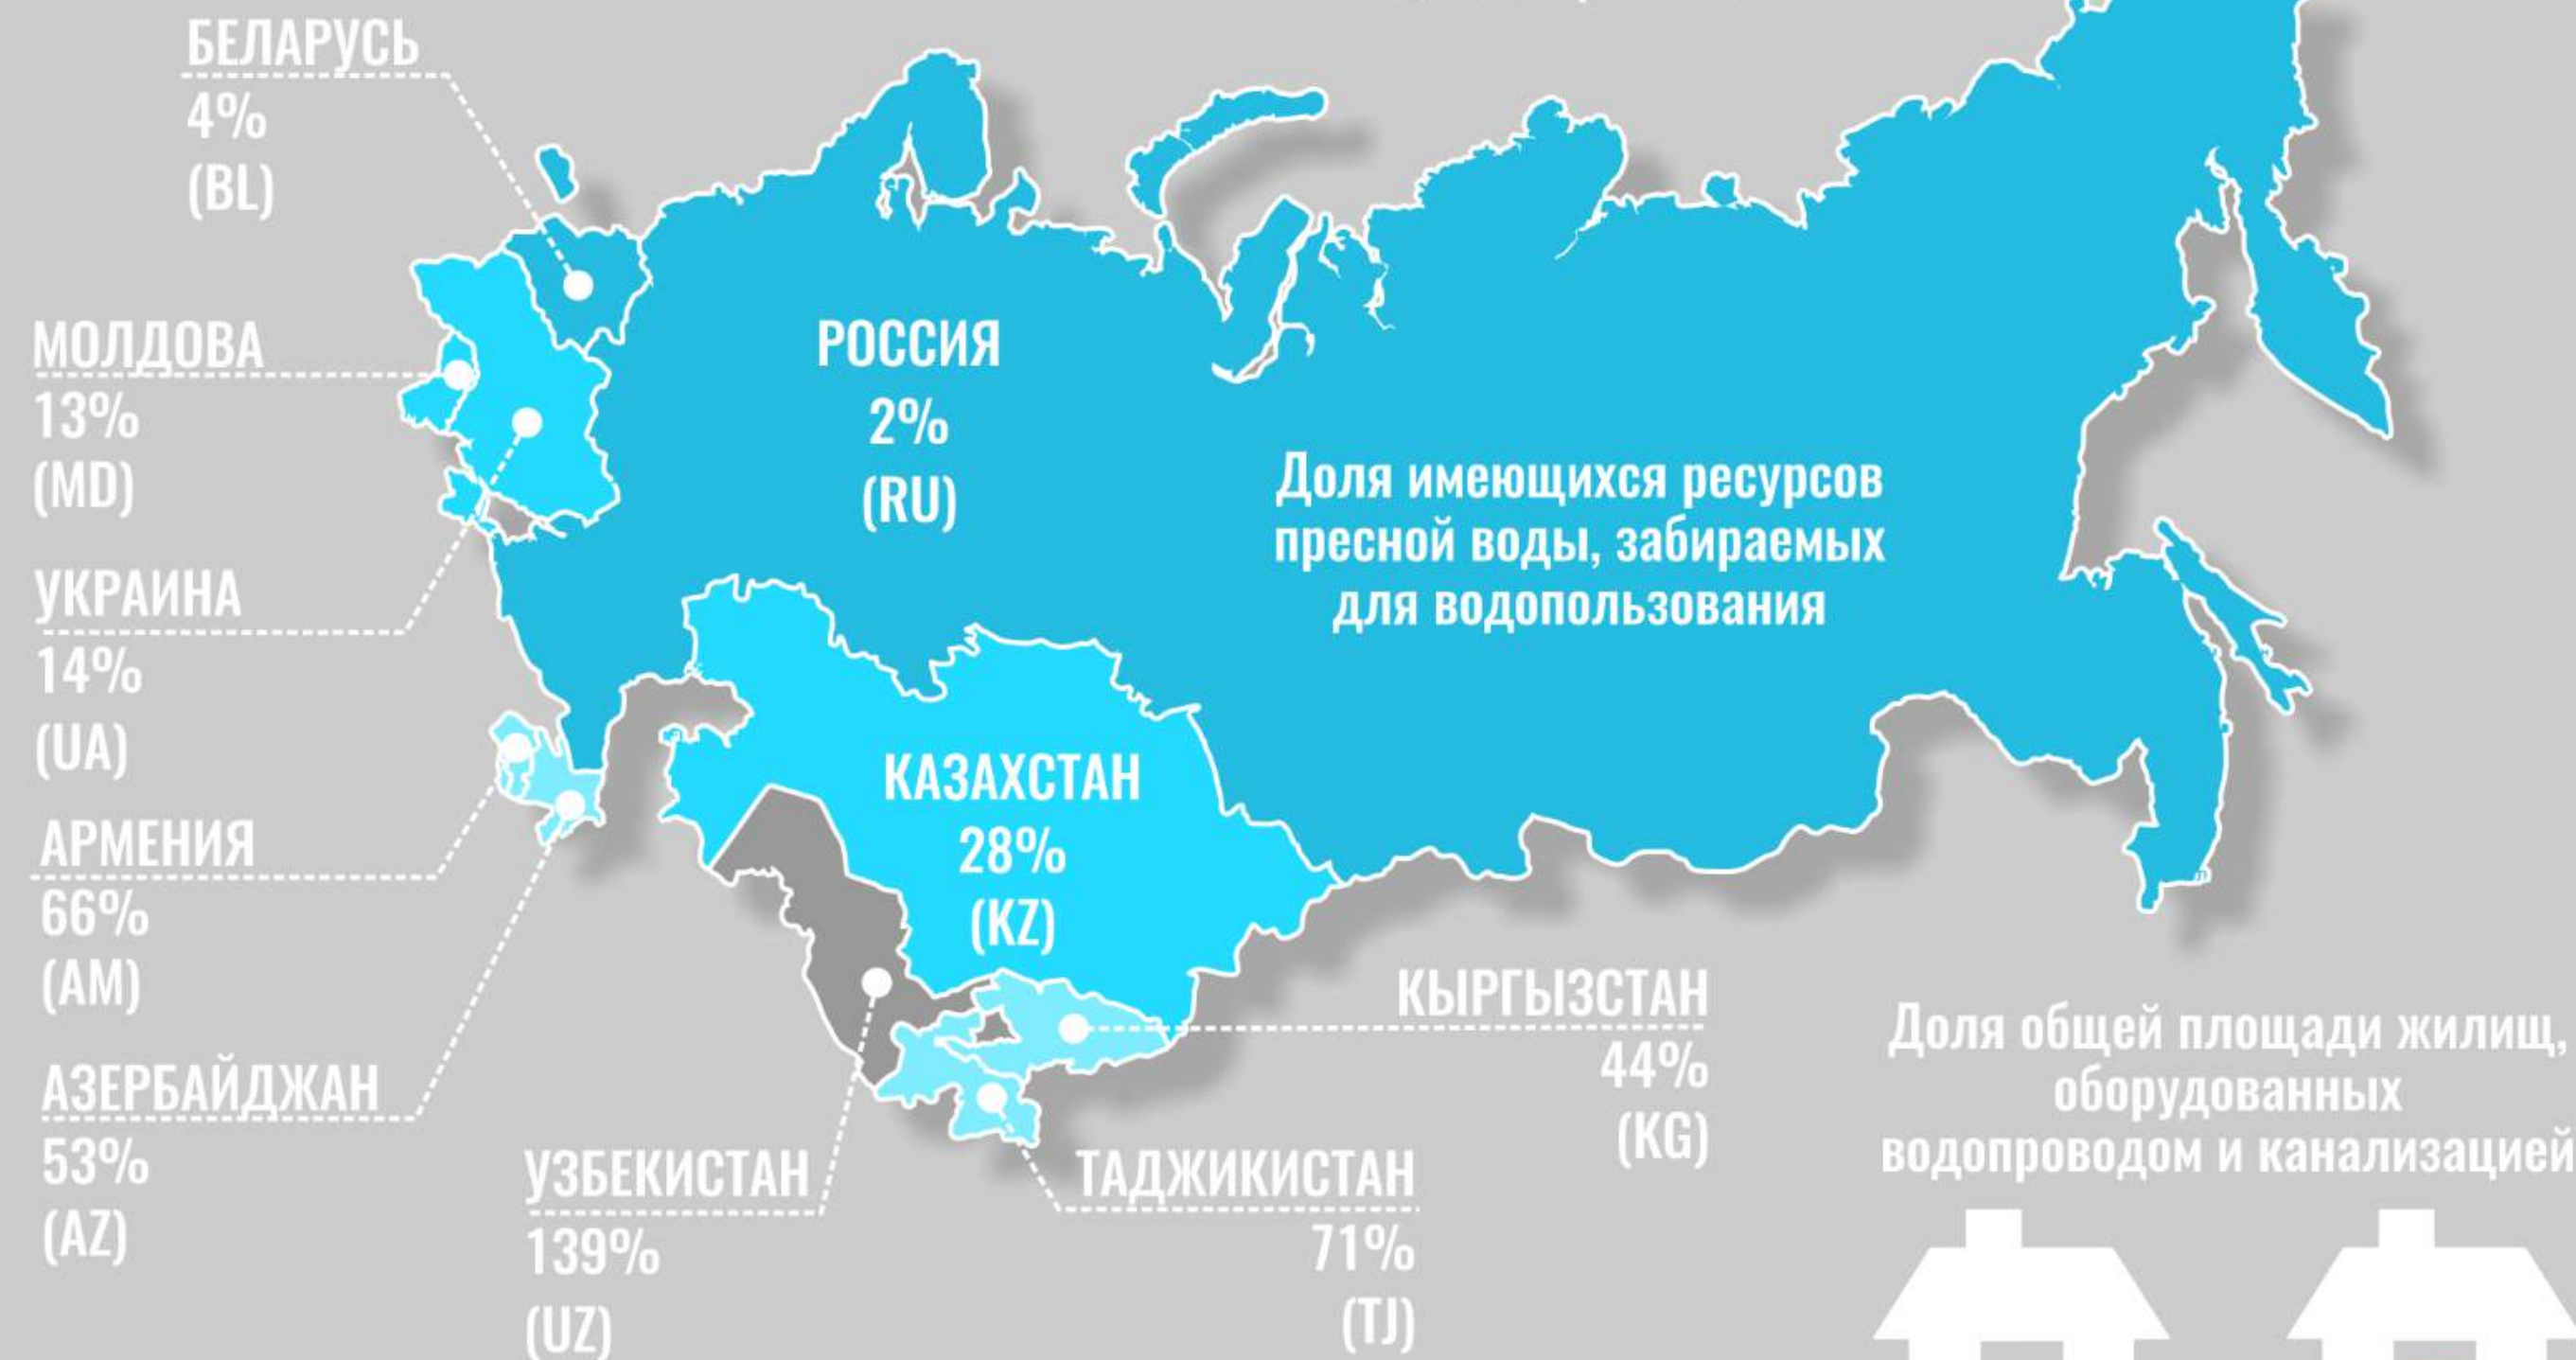 БЕЛАРУСЬ
4%
(BL)
МОЛДОВА
13%
(MD)
УКРАИНА
14%
(UA)
АРМЕНИЯ
66%
(AM)
АЗЕРБАЙДЖАН
53%
(AZ)
РОССИЯ
2%
(RU)
Доля имеющихся ресурсов
пресной воды, забираемых
для водопользования
КАЗАХСТАН
28%
(KZ)
УЗБЕКИСТАН
139%
(UZ)
ТАДЖИКИСТАН
71%
(TJ)
КЫРГЫЗСТАН
44%
(KG)
Доля общей площади жилищ,
оборудованных
водопроводом и канализацией